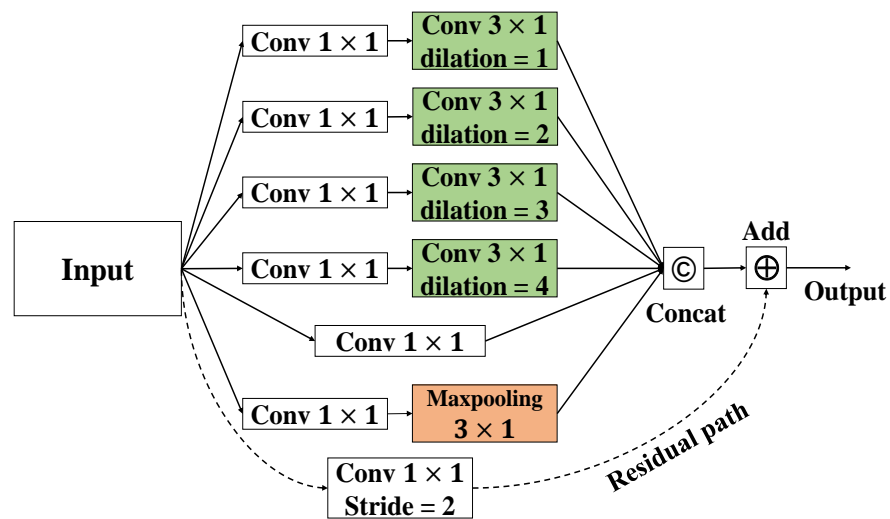 Conv 1 × 1
Conv 3 × 1
dilation = 1
Conv 1 × 1
Conv 3 × 1
dilation = 2
Conv 1 × 1
Conv 3 × 1
dilation = 3
Input
Conv 1 × 1
Conv 3 × 1
dilation = 4
©
Concat
Add
⊕
Output
Conv 1 × 1
Conv 1 × 1
Maxpooling
3 × 1
Conv 1 × 1
Stride = 2
Residual path